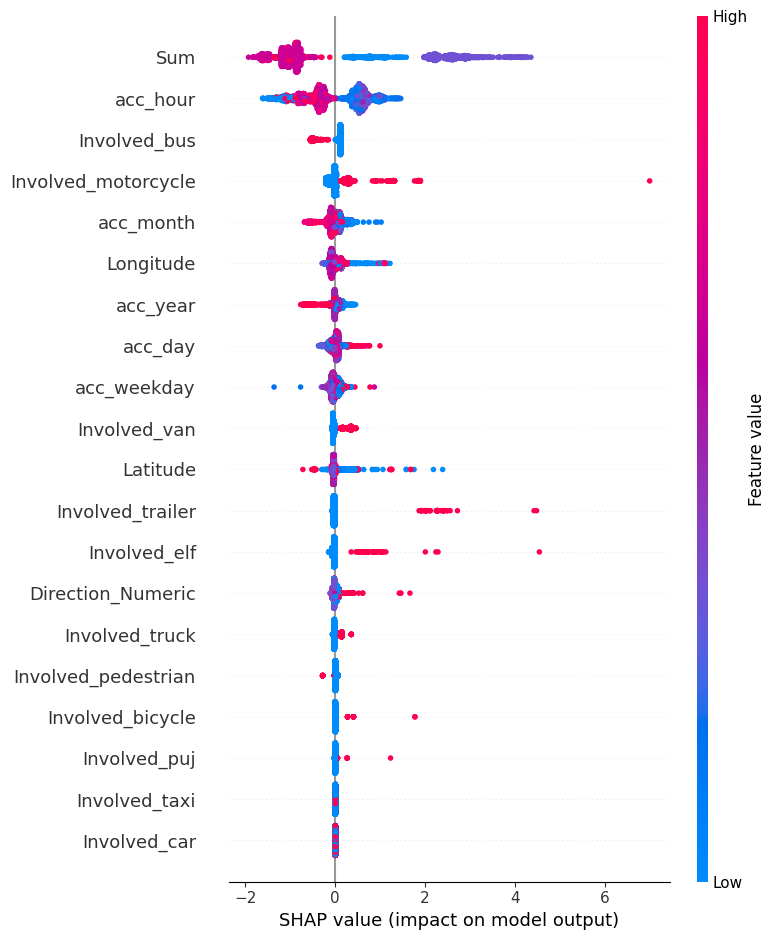 High
Sum
acc_hour
Involved_bus
Involved_motorcycle
acc_month
Longitude
acc_year
acc_day
acc_weekday
Involved_van
Latitude
Involved_trailer
Involved_elf
Direction_Numeric
Involved_truck
Involved_pedestrian
Involved_bicycle
Involved_puj
Involved_taxi
Involved_car
Feature value
Low
−2 0 2 4 6
SHAP value (impact on model output)